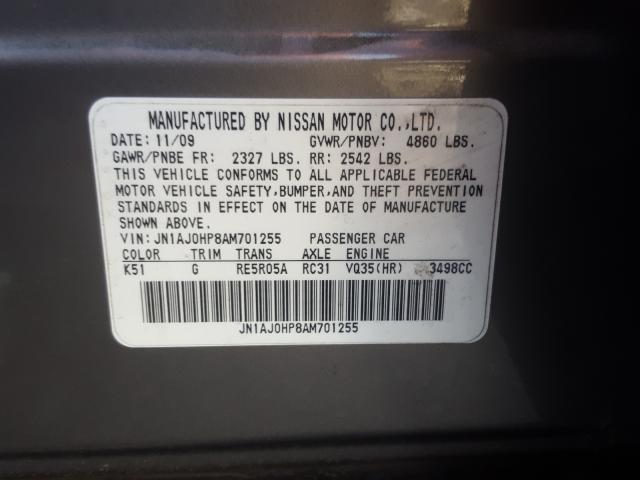 MANUFACTURED BY NISSAN MOTOR CO.,LTD.
DATE: 11/09 GVWR/PNBV: 4860 LBS.
GAWR/PNBE FR: 2327 LBS. RR: 2542 LBS.
THIS VEHICLE CONFORMS TO ALL APPLICABLE FEDERAL
MOTOR VEHICLE SAFETY,BUMPER,AND THEFT PREVENTION
STANDARDS IN EFFECT ON THE DATE OF MANUFACTURE
SHOWN ABOVE.
VIN: JN1AJ0HP8AM701255 PASSENGER CAR
COLOR TRIM TRANS AXLE ENGINE
K51 G RE5R05A RC31 VQ35(HR) 3498CC
JN1AJ0HP8AM701255